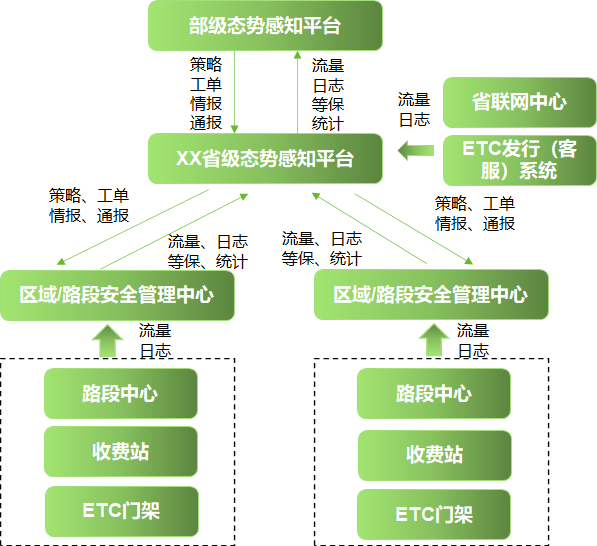 部级态势感知平台
策略
工单
情报
通报
流量
日志
等保
统计
流量
日志
省联网中心
ETC发行（客
服）系统
XX省级态势感知平台
策略、工单
情报、通报
流量、日志
等保、统计
流量、日志
等保、统计
策略、工单
情报、通报
区域/路段安全管理中心
区域/路段安全管理中心
流量
日志
流量
日志
路段中心
收费站
ETC门架
路段中心
收费站
ETC门架